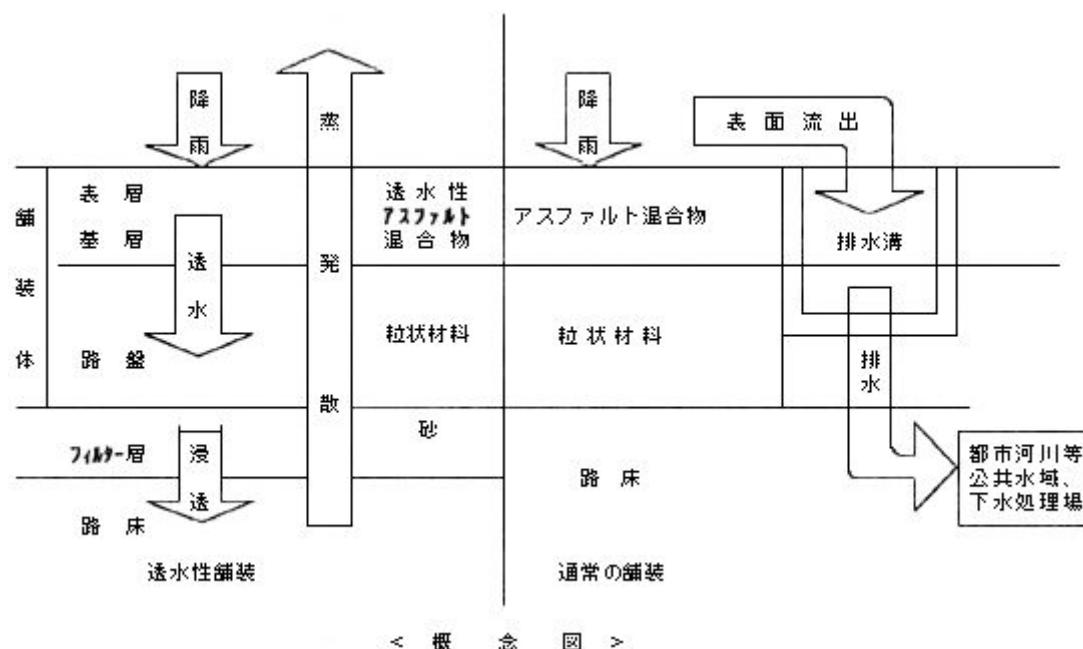 降雨
蒸発散
降雨
表面流出
舗装体
表層
基層
透水
透水性
アスファルト
混合物
アスファルト混合物
排水溝
路盤
粒状材料
粒状材料
排水
フィルター層
浸透
砂
路床
路床
都市河川等
公共水域、
下水処理場
透水性舗装
通常の舗装
＜概念図＞